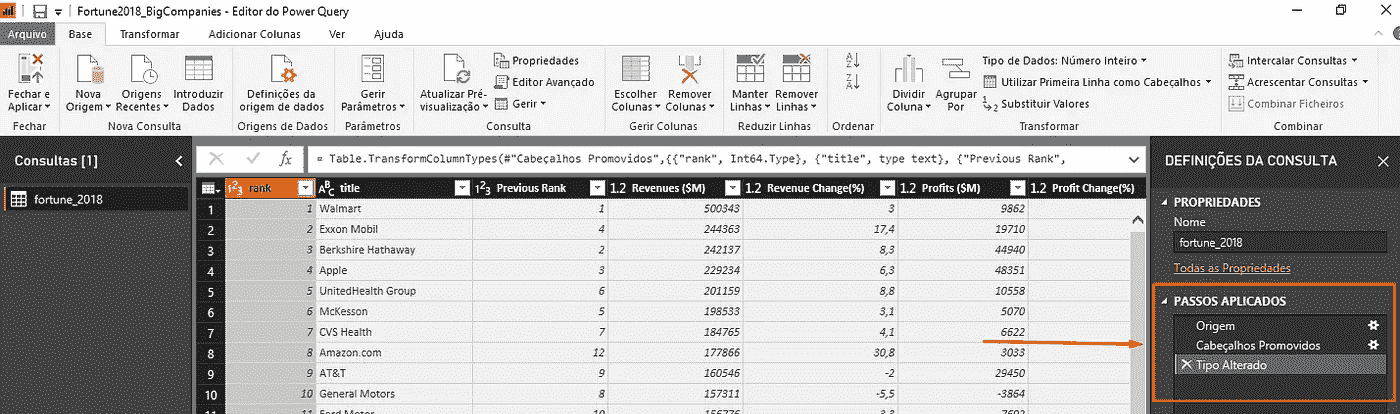 Fortune2018_BigCompanies - Editor do Power Query
Arquivo Base Transformar Adicionar Colunas Ver Ajuda
Fechar e Aplicar
Fechar
Nova Origem
Origens Recentes
Introduzir Dados
Nova Consulta
Definições da origem de dados
Origens de Dados
Gerir Parâmetros
Parâmetros
Atualizar Pré-visualização
Propriedades
Editor Avançado
Gerir
Consulta
Escolher Colunas
Remover Colunas
Gerir Colunas
Manter Linhas
Remover Linhas
Reduzir Linhas
Ordenar
Dividir Coluna
Agrupar Por
Tipo de Dados: Número Inteiro
Utilizar Primeira Linha como Cabeçalhos
Substituir Valores
Transformar
Intercalar Consultas
Acrescentar Consultas
Combinar Ficheiros
Combinar
Consultas [1]
fortune_2018
= Table.TransformColumnTypes(#"Cabeçalhos Promovidos",{{"rank", Int64.Type}, {"title", type text}, {"Previous Rank",
rank title Previous Rank Revenues ($M) Revenue Change(%) Profits ($M) Profit Change(%)
1 1 Walmart 1 500343 3 9862
2 2 Exxon Mobil 4 244363 17,4 19710
3 3 Berkshire Hathaway 2 242137 8,3 44940
4 4 Apple 3 229234 6,3 48351
5 5 UnitedHealth Group 6 201159 8,8 10558
6 6 McKesson 5 198533 3,1 5070
7 7 CVS Health 7 184765 4,1 6622
8 8 Amazon.com 12 177866 30,8 3033
9 9 AT&T 9 160546 -2 29450
10 10 General Motors 8 157311 -5,5 -3864
DEFINIÇÕES DA CONSULTA
PROPRIEDADES
Nome
fortune_2018
Todas as Propriedades
PASSOS APLICADOS
Origem
Cabeçalhos Promovidos
Tipo Alterado